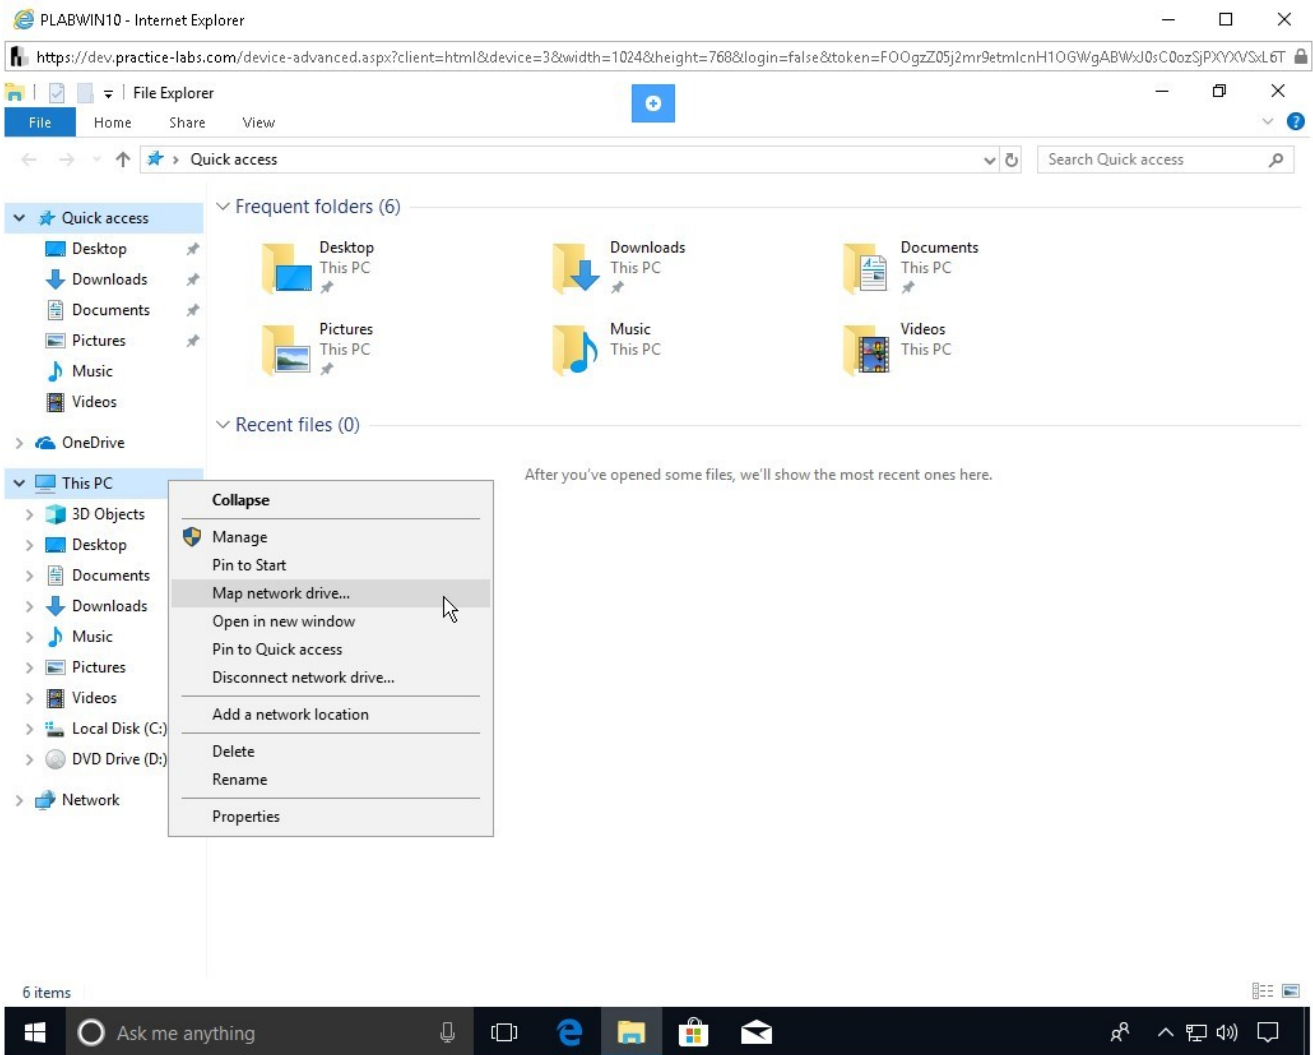 PLABWIN10 - Internet Explorer
https://dev.practice-labs.com/device-advanced.aspx?client=html&device=3&width=1024&height=768&login=false&token=
File Explorer
File Home Share View
Quick access
Search Quick access
Quick access
Desktop
Downloads
Documents
Pictures
Music
Videos
OneDrive
This PC
3D Objects
Desktop
Documents
Downloads
Music
Pictures
Videos
Local Disk (C:)
DVD Drive (D:)
Network
Frequent folders (6)
Desktop
This PC
Downloads
This PC
Documents
This PC
Pictures
This PC
Music
This PC
Videos
This PC
Recent files (0)
After you've opened some files, we'll show the most recent ones here.
Collapse
Manage
Pin to Start
Map network drive...
Open in new window
Pin to Quick access
Disconnect network drive...
Add a network location
Delete
Rename
Properties
6 items
Ask me anything